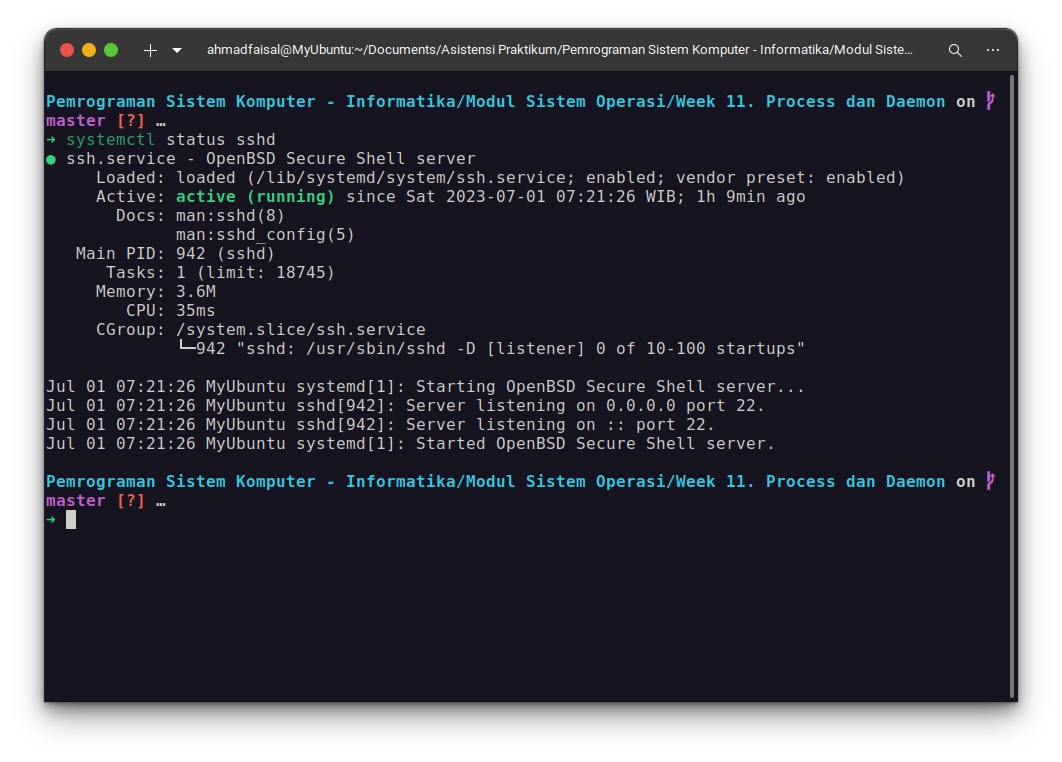 ahmadfaisal@MyUbuntu:~/Documents/Asistensi Praktikum/Pemrograman Sistem Komputer - Informatika/Modul Siste...
Pemrograman Sistem Komputer - Informatika/Modul Sistem Operasi/Week 11. Process dan Daemon on
master [?] …
➜ systemctl status sshd
● ssh.service - OpenBSD Secure Shell server
Loaded: loaded (/lib/systemd/system/ssh.service; enabled; vendor preset: enabled)
Active: active (running) since Sat 2023-07-01 07:21:26 WIB; 1h 9min ago
Docs: man:sshd(8)
man:sshd_config(5)
Main PID: 942 (sshd)
Tasks: 1 (limit: 18745)
Memory: 3.6M
CPU: 35ms
CGroup: /system.slice/ssh.service
└─942 "sshd: /usr/sbin/sshd -D [listener] 0 of 10-100 startups"
Jul 01 07:21:26 MyUbuntu systemd[1]: Starting OpenBSD Secure Shell server...
Jul 01 07:21:26 MyUbuntu sshd[942]: Server listening on 0.0.0.0 port 22.
Jul 01 07:21:26 MyUbuntu sshd[942]: Server listening on :: port 22.
Jul 01 07:21:26 MyUbuntu systemd[1]: Started OpenBSD Secure Shell server.
Pemrograman Sistem Komputer - Informatika/Modul Sistem Operasi/Week 11. Process dan Daemon on
master [?] …
➜